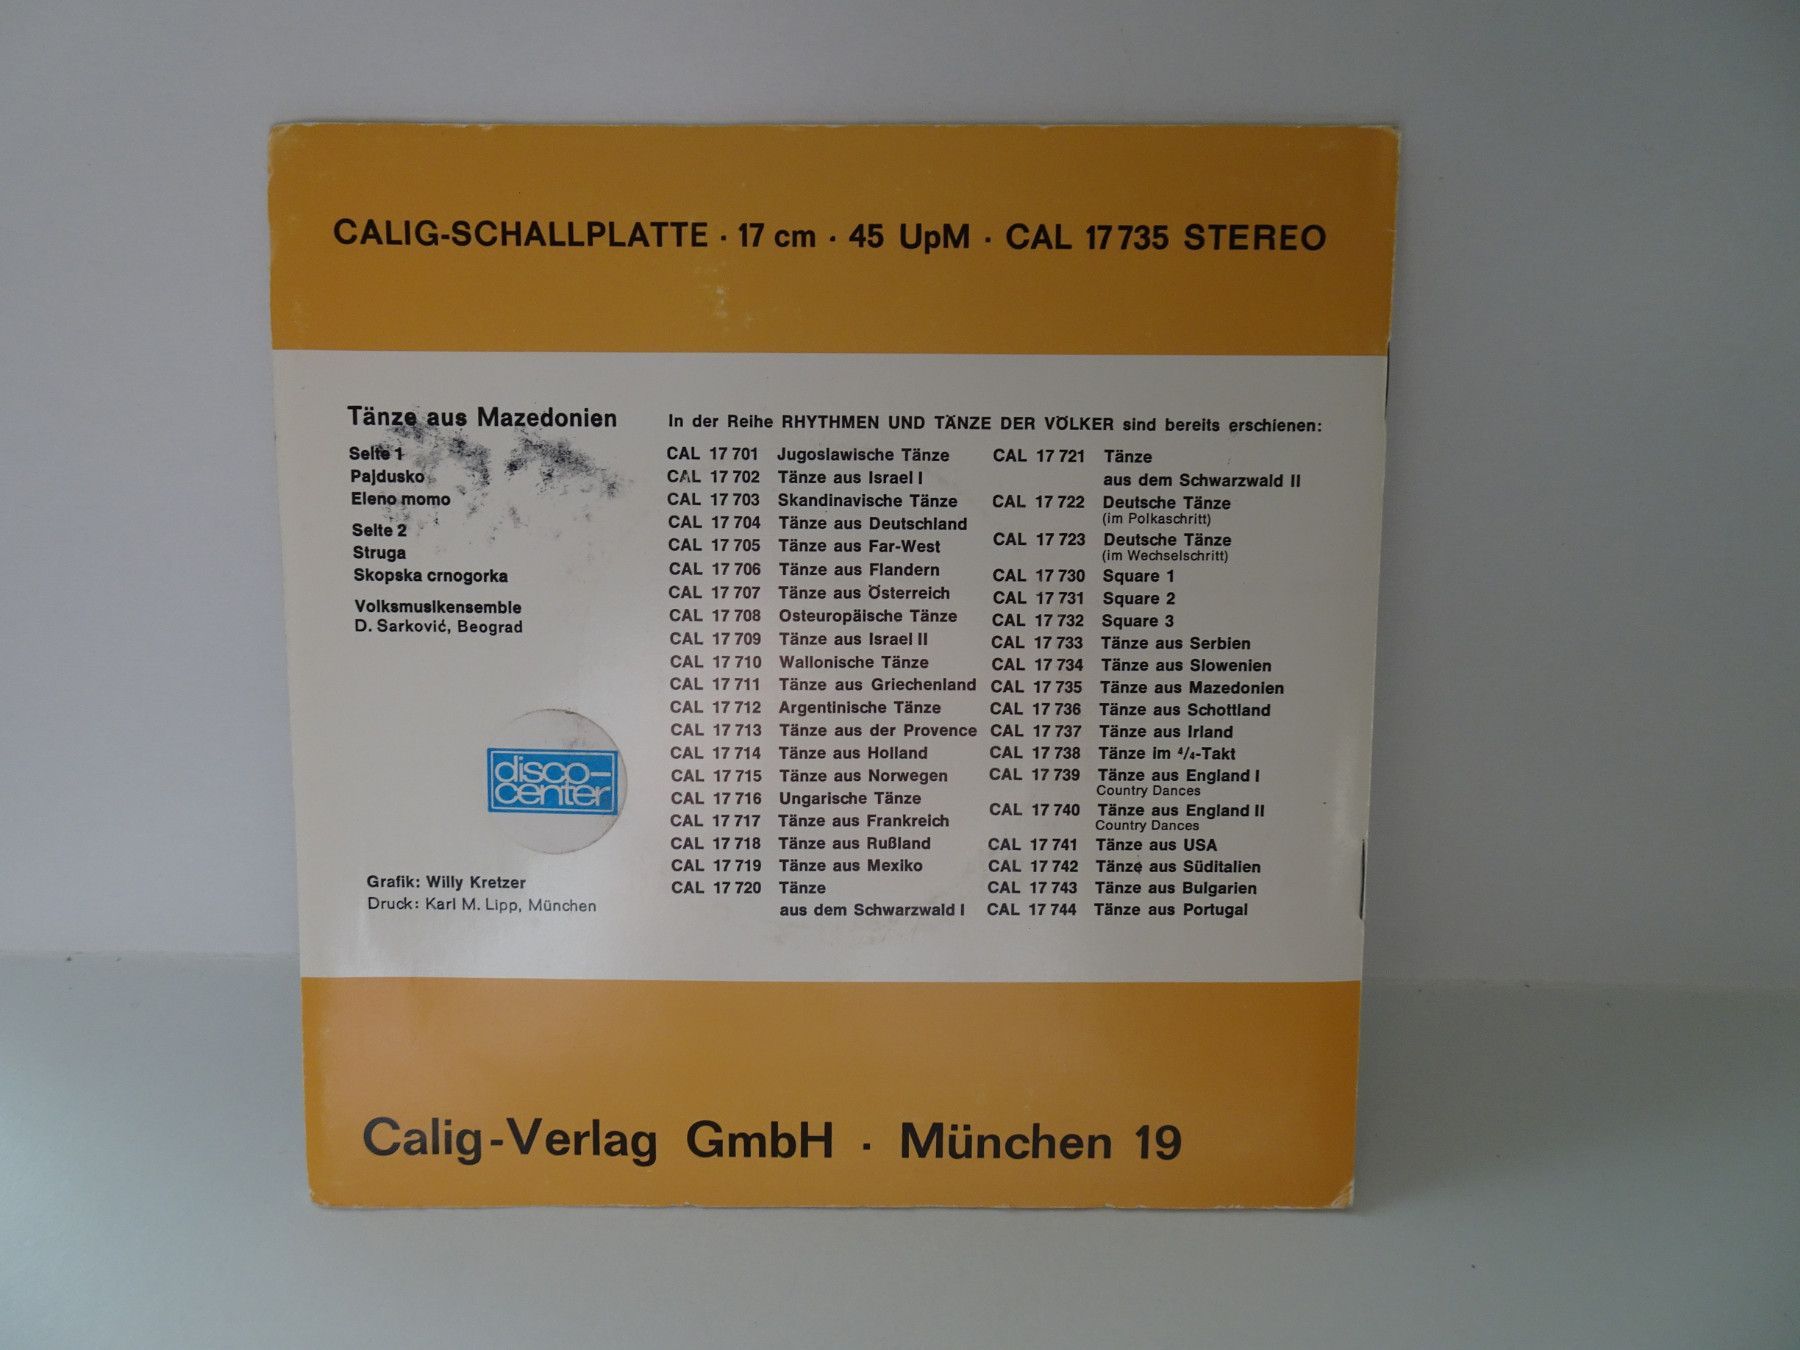 CALIG-SCHALLPLATTE · 17 cm · 45 UpM · CAL 17 735 STEREO
Tänze aus Mazedonien
Seite 1
Pajdusko
Eleno momo
Seite 2
Struga
Skopska crnogorka
Volksmusikensemble
D. Sarković, Beograd
disco-
center
Grafik: Willy Kretzer
Druck: Karl M. Lipp, München
In der Reihe RHYTHMEN UND TÄNZE DER VÖLKER sind bereits erschienen:
CAL 17 701 Jugoslawische Tänze
CAL 17 702 Tänze aus Israel I
CAL 17 703 Skandinavische Tänze
CAL 17 704 Tänze aus Deutschland
CAL 17 705 Tänze aus Far-West
CAL 17 706 Tänze aus Flandern
CAL 17 707 Tänze aus Österreich
CAL 17 708 Osteuropäische Tänze
CAL 17 709 Tänze aus Israel II
CAL 17 710 Wallonische Tänze
CAL 17 711 Tänze aus Griechenland
CAL 17 712 Argentinische Tänze
CAL 17 713 Tänze aus der Provence
CAL 17 714 Tänze aus Holland
CAL 17 715 Tänze aus Norwegen
CAL 17 716 Ungarische Tänze
CAL 17 717 Tänze aus Frankreich
CAL 17 718 Tänze aus Rußland
CAL 17 719 Tänze aus Mexiko
CAL 17 720 Tänze
aus dem Schwarzwald I
CAL 17 721 Tänze
aus dem Schwarzwald II
CAL 17 722 Deutsche Tänze
(im Polkaschritt)
CAL 17 723 Deutsche Tänze
(im Wechselschritt)
CAL 17 730 Square 1
CAL 17 731 Square 2
CAL 17 732 Square 3
CAL 17 733 Tänze aus Serbien
CAL 17 734 Tänze aus Slowenien
CAL 17 735 Tänze aus Mazedonien
CAL 17 736 Tänze aus Schottland
CAL 17 737 Tänze aus Irland
CAL 17 738 Tänze im 4/4-Takt
CAL 17 739 Tänze aus England I
Country Dances
CAL 17 740 Tänze aus England II
Country Dances
CAL 17 741 Tänze aus USA
CAL 17 742 Tänze aus Süditalien
CAL 17 743 Tänze aus Bulgarien
CAL 17 744 Tänze aus Portugal
Calig-Verlag GmbH · München 19